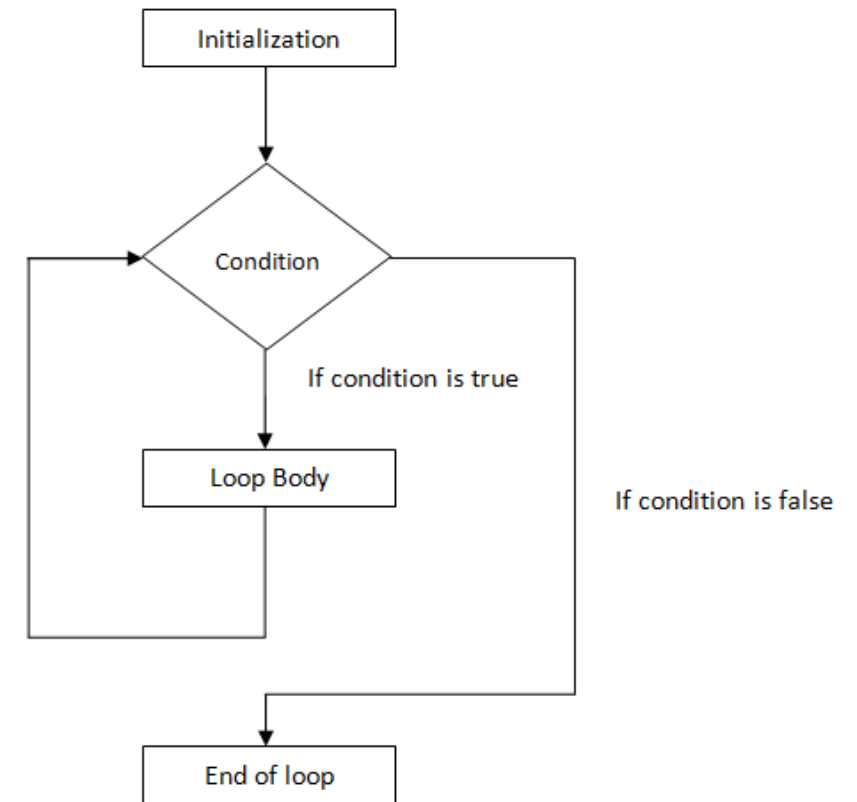 Initialization
Condition
If condition is true
Loop Body
If condition is false
End of loop